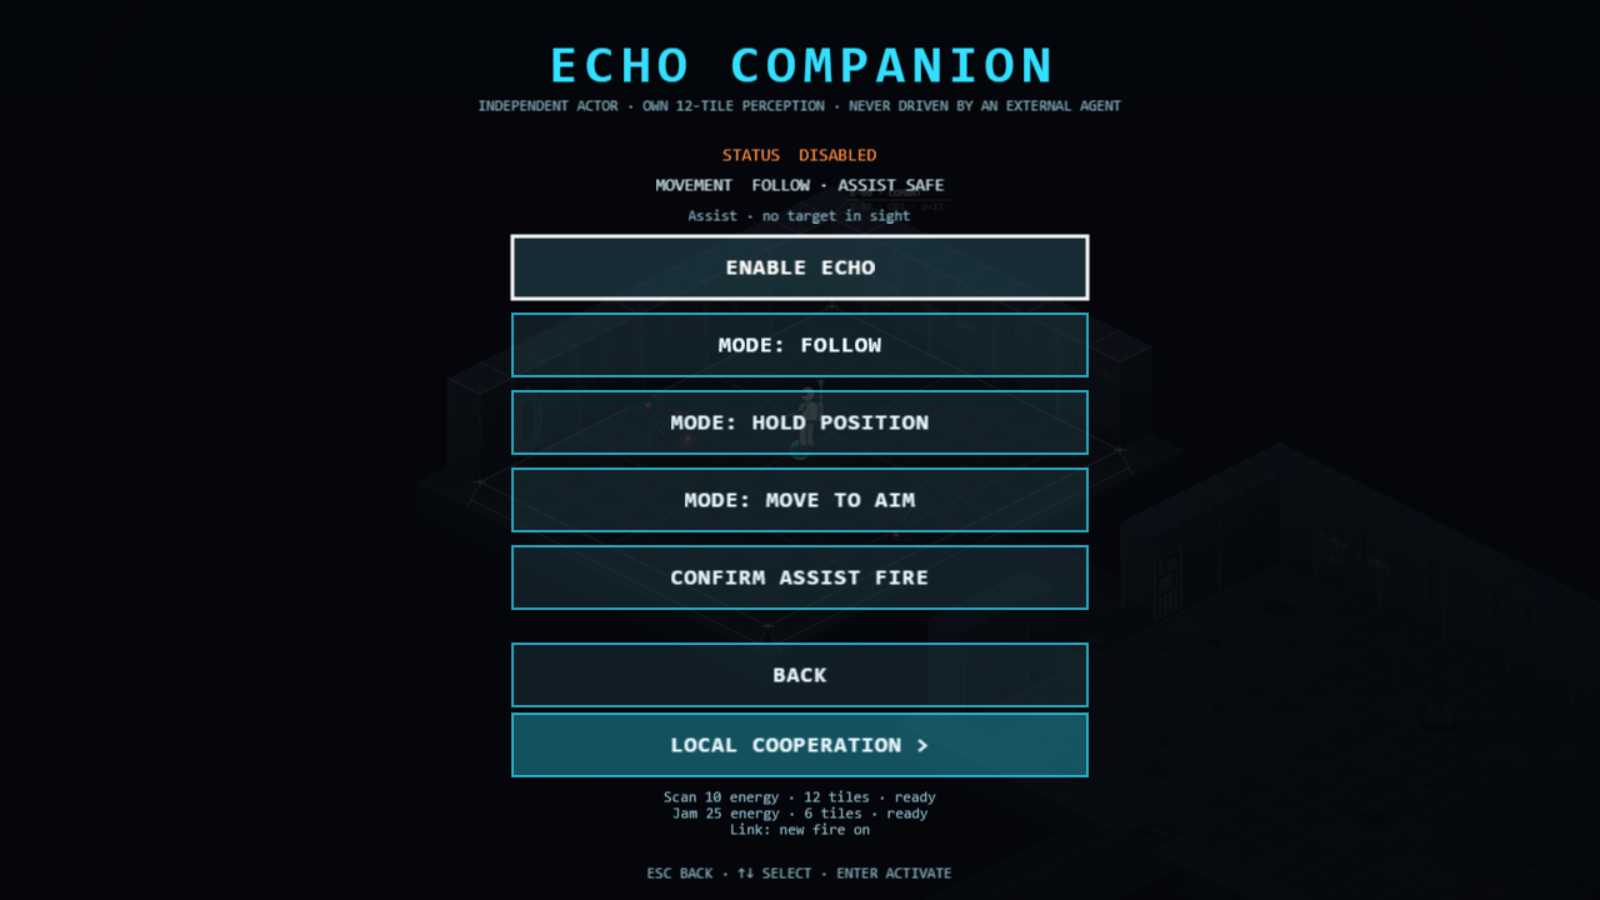 ECHO COMPANION
INDEPENDENT ACTOR · OWN 12-TILE PERCEPTION · NEVER DRIVEN BY AN EXTERNAL AGENT
STATUS  DISABLED
MOVEMENT  FOLLOW · ASSIST SAFE
Assist · no target in sight
ENABLE ECHO
MODE: FOLLOW
MODE: HOLD POSITION
MODE: MOVE TO AIM
CONFIRM ASSIST FIRE
BACK
LOCAL COOPERATION >
Scan 10 energy · 12 tiles · ready
Jam 25 energy · 6 tiles · ready
Link: new fire on
ESC BACK · ↑↓ SELECT · ENTER ACTIVATE